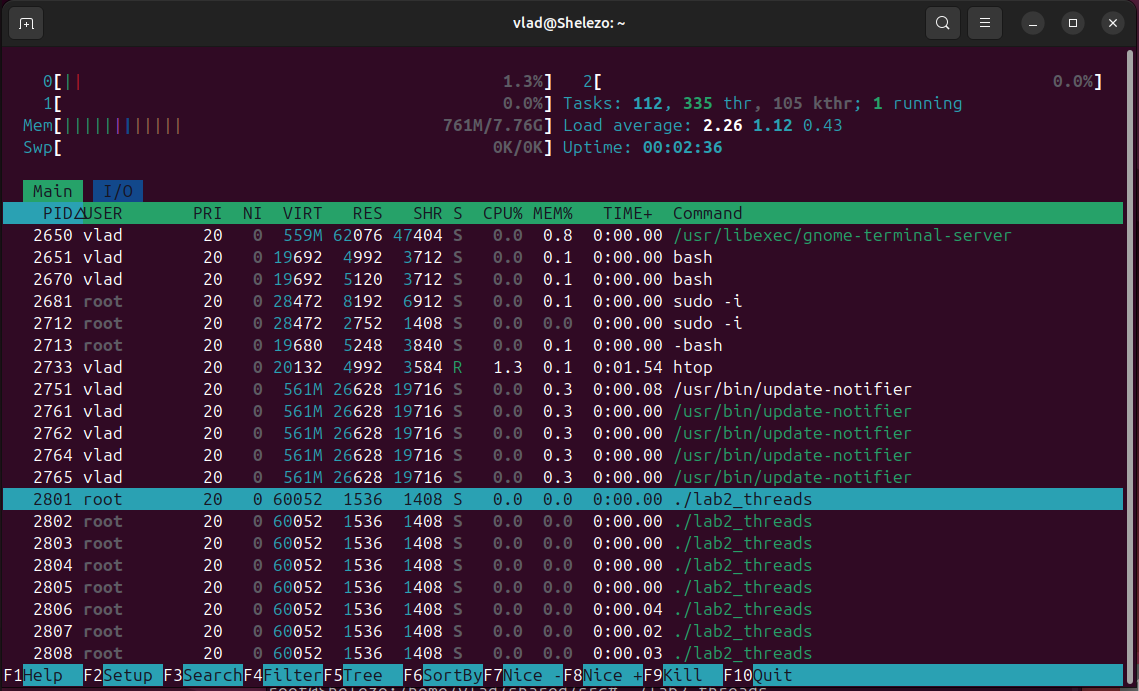 vlad@Shelezo: ~
0[|| 1.3%] 2[ 0.0%]
1[ 0.0%] Tasks: 112, 335 thr, 105 kthr; 1 running
Mem[|||||||||||| 761M/7.76G] Load average: 2.26 1.12 0.43
Swp[ 0K/0K] Uptime: 00:02:36
Main I/O
PID△USER PRI NI VIRT RES SHR S CPU% MEM% TIME+ Command
2650 vlad 20 0 559M 62076 47404 S 0.0 0.8 0:00.00 /usr/libexec/gnome-terminal-server
2651 vlad 20 0 19692 4992 3712 S 0.0 0.1 0:00.00 bash
2670 vlad 20 0 19692 5120 3712 S 0.0 0.1 0:00.00 bash
2681 root 20 0 28472 8192 6912 S 0.0 0.1 0:00.00 sudo -i
2712 root 20 0 28472 2752 1408 S 0.0 0.0 0:00.00 sudo -i
2713 root 20 0 19680 5248 3840 S 0.0 0.1 0:00.00 -bash
2733 vlad 20 0 20132 4992 3584 R 1.3 0.1 0:01.54 htop
2751 vlad 20 0 561M 26628 19716 S 0.0 0.3 0:00.08 /usr/bin/update-notifier
2761 vlad 20 0 561M 26628 19716 S 0.0 0.3 0:00.00 /usr/bin/update-notifier
2762 vlad 20 0 561M 26628 19716 S 0.0 0.3 0:00.00 /usr/bin/update-notifier
2764 vlad 20 0 561M 26628 19716 S 0.0 0.3 0:00.00 /usr/bin/update-notifier
2765 vlad 20 0 561M 26628 19716 S 0.0 0.3 0:00.00 /usr/bin/update-notifier
2801 root 20 0 60052 1536 1408 S 0.0 0.0 0:00.00 ./lab2_threads
2802 root 20 0 60052 1536 1408 S 0.0 0.0 0:00.00 ./lab2_threads
2803 root 20 0 60052 1536 1408 S 0.0 0.0 0:00.00 ./lab2_threads
2804 root 20 0 60052 1536 1408 S 0.0 0.0 0:00.00 ./lab2_threads
2805 root 20 0 60052 1536 1408 S 0.0 0.0 0:00.00 ./lab2_threads
2806 root 20 0 60052 1536 1408 S 0.0 0.0 0:00.04 ./lab2_threads
2807 root 20 0 60052 1536 1408 S 0.0 0.0 0:00.02 ./lab2_threads
2808 root 20 0 60052 1536 1408 S 0.0 0.0 0:00.03 ./lab2_threads
F1Help F2Setup F3SearchF4FilterF5Tree F6SortByF7Nice -F8Nice +F9Kill F10Quit